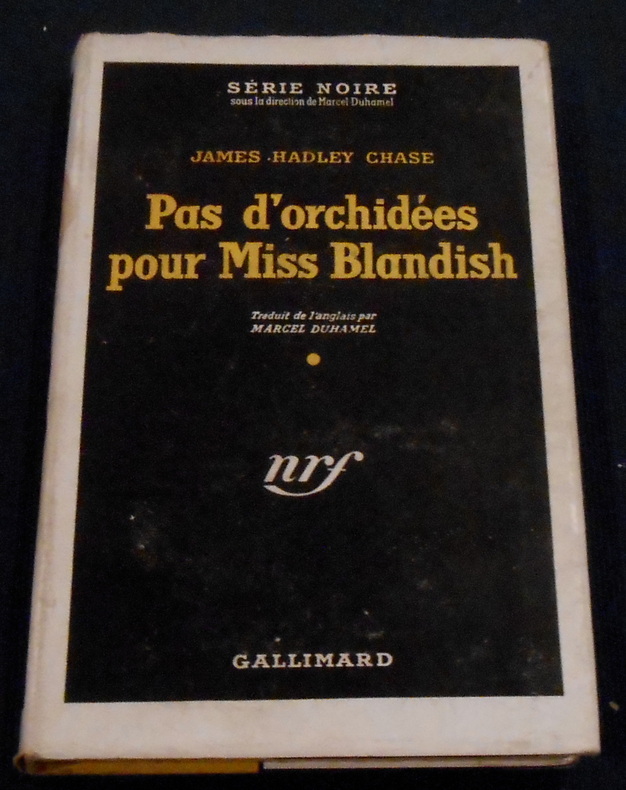 SÉRIE NOIRE
sous la direction de Marcel Duhamel
JAMES HADLEY CHASE
Pas d'orchidées
pour Miss Blandish
Traduit de l'anglais par
MARCEL DUHAMEL
nrf
GALLIMARD